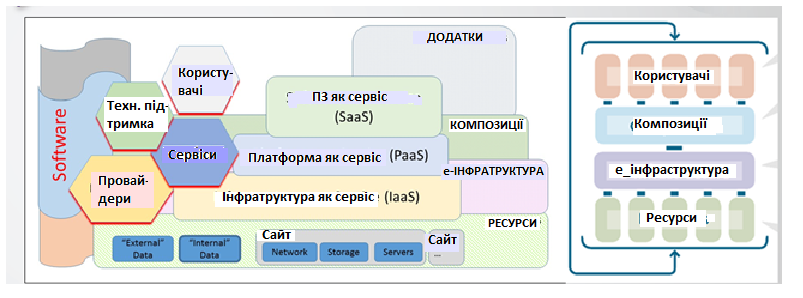 Software
Користу-
вачі
Техн. під-
тримка
Сервіси
Провай-
дери
ДОДАТКИ
ПЗ як сервіс
(SaaS)
КОМПОЗИЦІЇ
Платформа як сервіс (PaaS)
е-ІНФРАТРУКТУРА
Інфратруктура як сервіс (IaaS)
РЕСУРСИ
"External"
Data
"Internal"
Data
Сайт
Network
Storage
Servers
Сайт
...
Користувачі
Композиції
е_інфраструктура
Ресурси